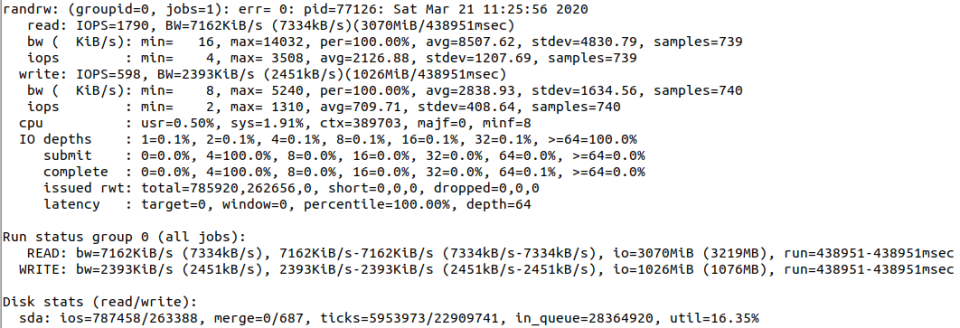 randrw: (groupid=0, jobs=1): err= 0: pid=77126: Sat Mar 21 11:25:56 2020
read: IOPS=1790, BW=7162KiB/s (7334kB/s)(3070MiB/438951msec)
bw (  KiB/s): min=   16, max=14032, per=100.00%, avg=8507.62, stdev=4830.79, samples=739
iops        : min=    4, max= 3508, avg=2126.88, stdev=1207.69, samples=739
write: IOPS=598, BW=2393KiB/s (2451kB/s)(1026MiB/438951msec)
bw (  KiB/s): min=    8, max= 5240, per=100.00%, avg=2838.93, stdev=1634.56, samples=740
iops        : min=    2, max= 1310, avg=709.71, stdev=408.64, samples=740
cpu          : usr=0.50%, sys=1.91%, ctx=389703, majf=0, minf=8
IO depths    : 1=0.1%, 2=0.1%, 4=0.1%, 8=0.1%, 16=0.1%, 32=0.1%, >=64=100.0%
submit    : 0=0.0%, 4=100.0%, 8=0.0%, 16=0.0%, 32=0.0%, 64=0.0%, >=64=0.0%
complete  : 0=0.0%, 4=100.0%, 8=0.0%, 16=0.0%, 32=0.0%, 64=0.1%, >=64=0.0%
issued rwt: total=785920,262656,0, short=0,0,0, dropped=0,0,0
latency   : target=0, window=0, percentile=100.00%, depth=64
Run status group 0 (all jobs):
READ: bw=7162KiB/s (7334kB/s), 7162KiB/s-7162KiB/s (7334kB/s-7334kB/s), io=3070MiB (3219MB), run=438951-438951msec
WRITE: bw=2393KiB/s (2451kB/s), 2393KiB/s-2393KiB/s (2451kB/s-2451kB/s), io=1026MiB (1076MB), run=438951-438951msec
Disk stats (read/write):
sda: ios=787458/263388, merge=0/687, ticks=5953973/22909741, in_queue=28364920, util=16.35%